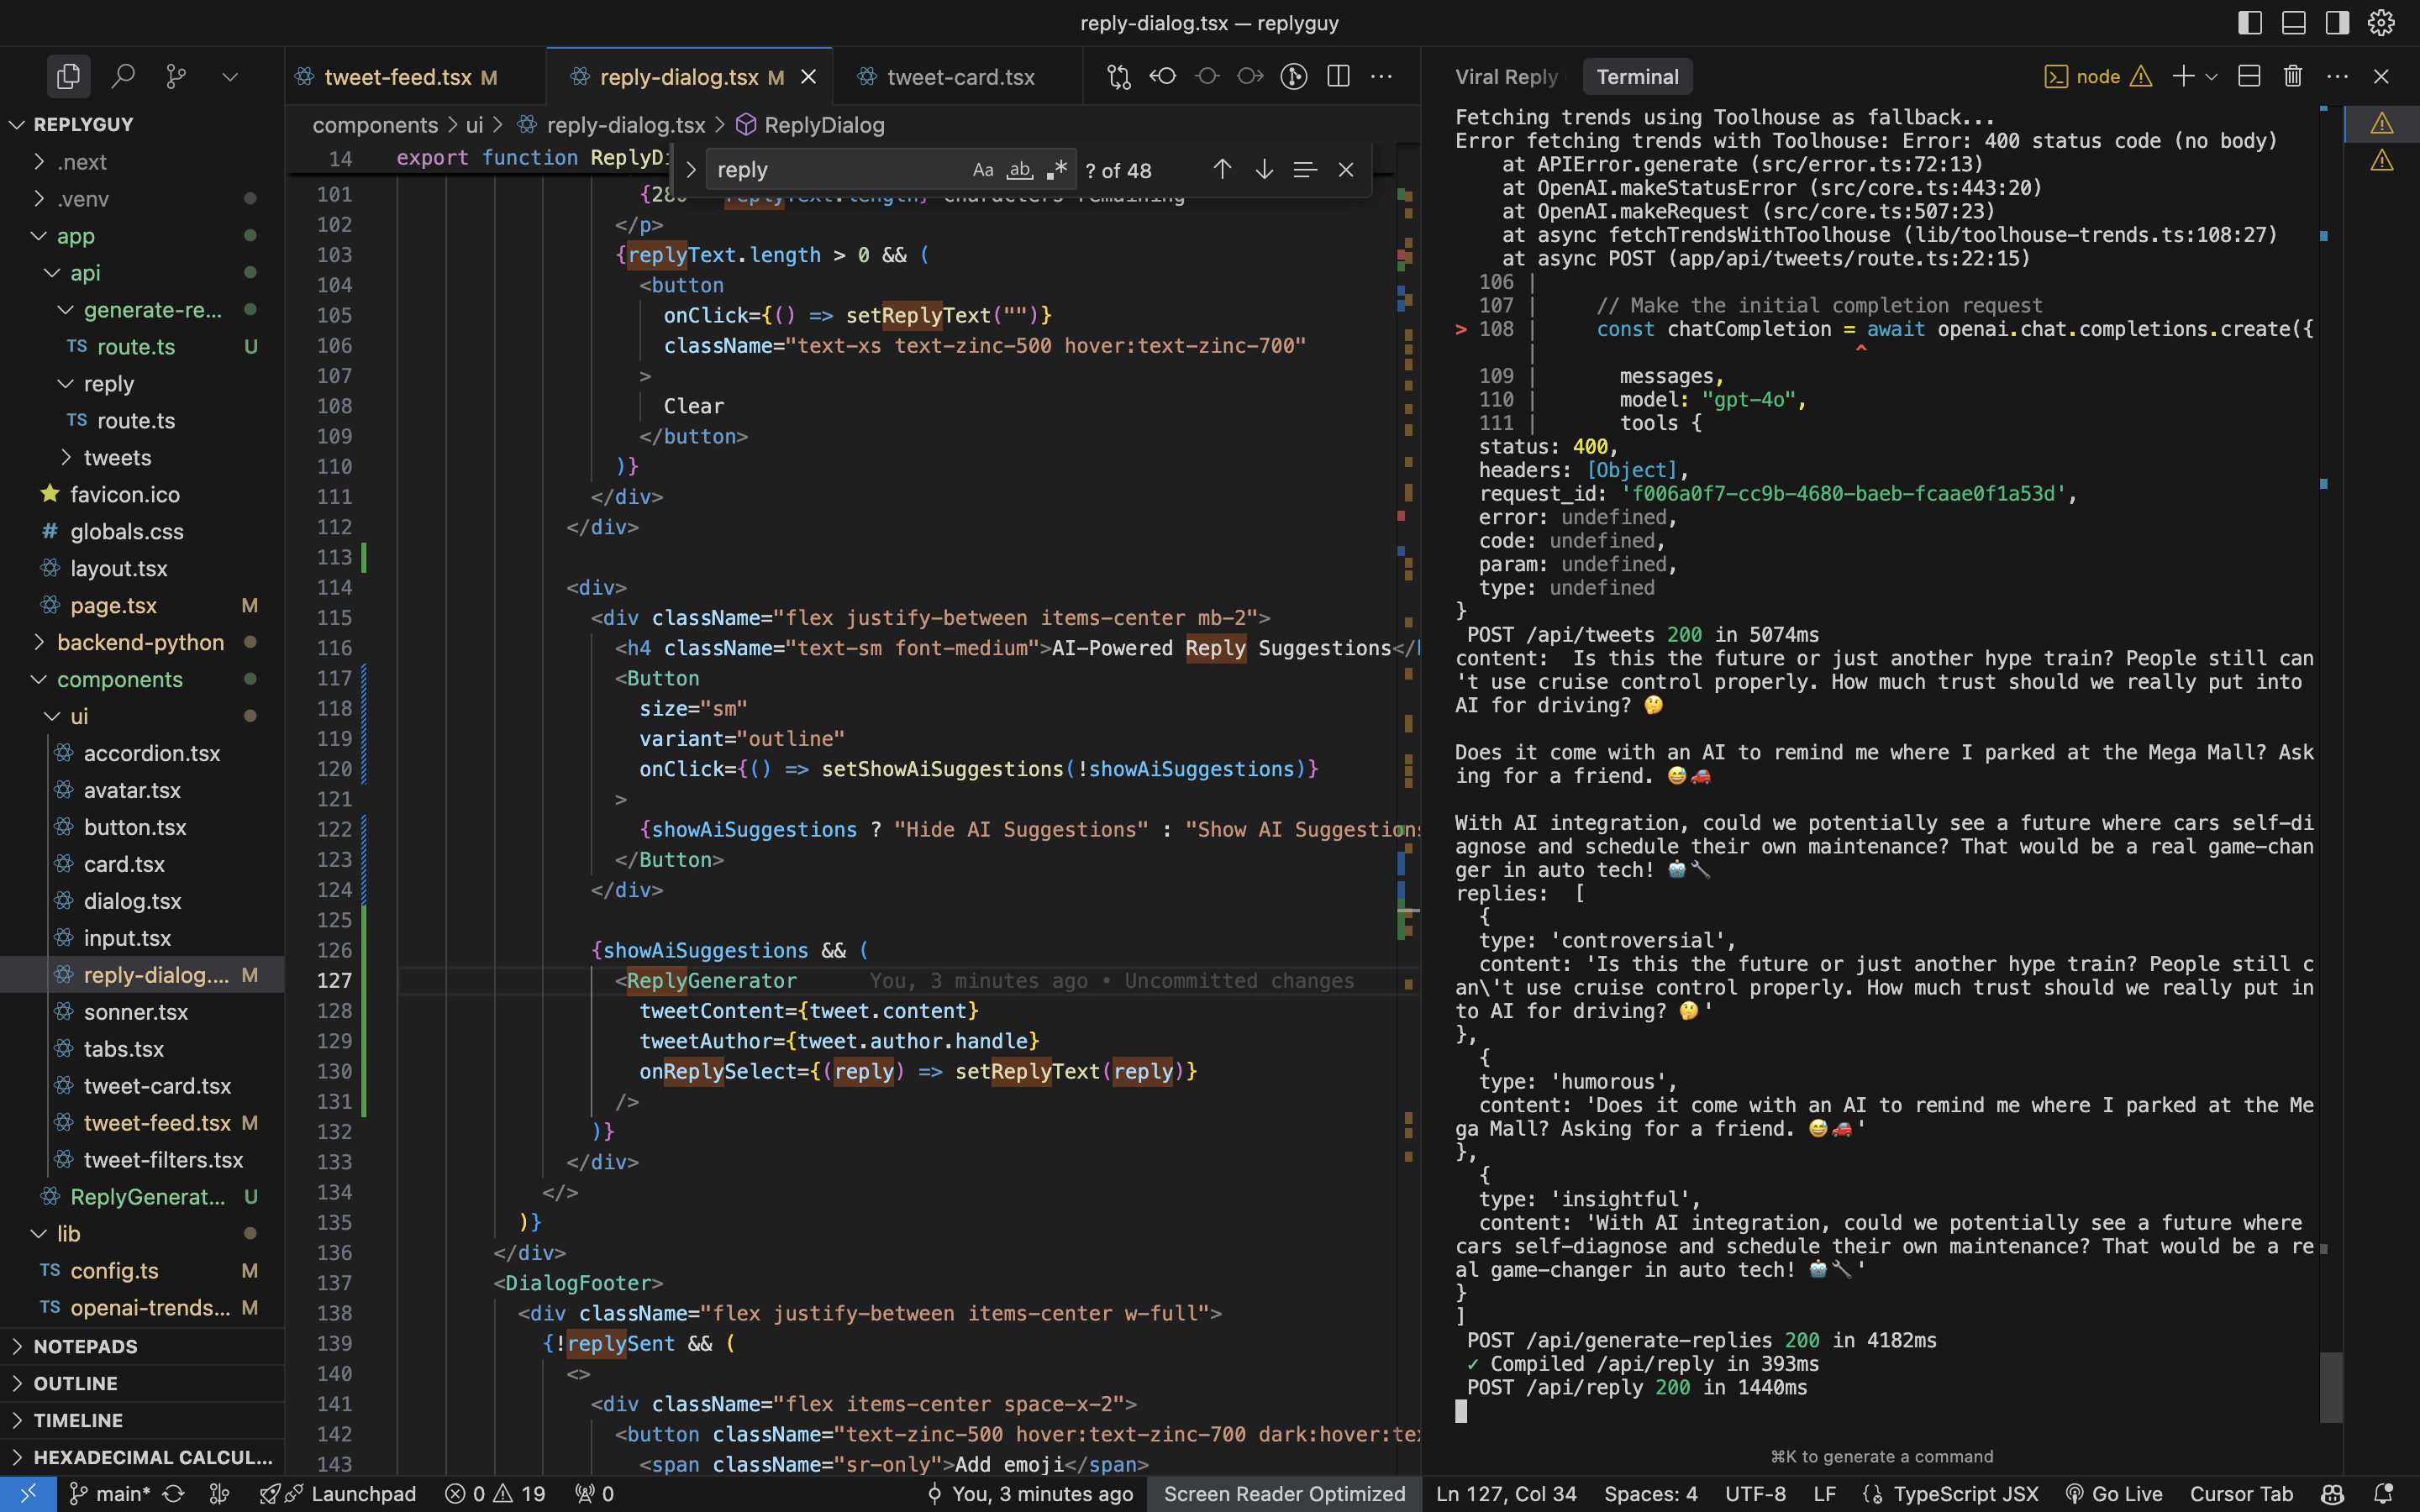 reply-dialog.tsx — replyguy
tweet-feed.tsx M
reply-dialog.tsx M
tweet-card.tsx
Viral Reply
Terminal
node
REPLYGUY
.next
.venv
app
api
generate-re...
TS route.ts U
reply
TS route.ts
tweets
favicon.ico
# globals.css
layout.tsx
page.tsx M
backend-python
components
ui
accordion.tsx
avatar.tsx
button.tsx
card.tsx
dialog.tsx
input.tsx
reply-dialog.... M
sonner.tsx
tabs.tsx
tweet-card.tsx
tweet-feed.tsx M
tweet-filters.tsx
ReplyGenerat... U
lib
TS config.ts M
TS openai-trends... M
NOTEPADS
OUTLINE
TIMELINE
HEXADECIMAL CALCUL...
components > ui > reply-dialog.tsx > ReplyDialog
14 export function ReplyDi
reply Aa ab .* ? of 48
101 {280 replyText.length} characters remaining
102 </p>
103 {replyText.length > 0 && (
104 <button
105 onClick={() => setReplyText("")}
106 className="text-xs text-zinc-500 hover:text-zinc-700"
107 >
108 Clear
109 </button>
110 )}
111 </div>
112 </div>
113
114 <div>
115 <div className="flex justify-between items-center mb-2">
116 <h4 className="text-sm font-medium">AI-Powered Reply Suggestions</
117 <Button
118 size="sm"
119 variant="outline"
120 onClick={() => setShowAiSuggestions(!showAiSuggestions)}
121 >
122 {showAiSuggestions ? "Hide AI Suggestions" : "Show AI Suggestions
123 </Button>
124 </div>
125
126 {showAiSuggestions && (
127 <ReplyGenerator You, 3 minutes ago • Uncommitted changes
128 tweetContent={tweet.content}
129 tweetAuthor={tweet.author.handle}
130 onReplySelect={(reply) => setReplyText(reply)}
131 />
132 )}
133 </div>
134 </>
135 )}
136 </div>
137 <DialogFooter>
138 <div className="flex justify-between items-center w-full">
139 {!replySent && (
140 <>
141 <div className="flex items-center space-x-2">
142 <button className="text-zinc-500 hover:text-zinc-700 dark:hover:te
143 <span className="sr-only">Add emoji</span>
Fetching trends using Toolhouse as fallback...
Error fetching trends with Toolhouse: Error: 400 status code (no body)
at APIError.generate (src/error.ts:72:13)
at OpenAI.makeStatusError (src/core.ts:443:20)
at OpenAI.makeRequest (src/core.ts:507:23)
at async fetchTrendsWithToolhouse (lib/toolhouse-trends.ts:108:27)
at async POST (app/api/tweets/route.ts:22:15)
106 |
107 | // Make the initial completion request
> 108 | const chatCompletion = await openai.chat.completions.create({
| ^
109 | messages,
110 | model: "gpt-4o",
111 | tools {
status: 400,
headers: [Object],
request_id: 'f006a0f7-cc9b-4680-baeb-fcaae0f1a53d',
error: undefined,
code: undefined,
param: undefined,
type: undefined
}
POST /api/tweets 200 in 5074ms
content: Is this the future or just another hype train? People still can
't use cruise control properly. How much trust should we really put into
AI for driving? 🤔
Does it come with an AI to remind me where I parked at the Mega Mall? Ask
ing for a friend. 😅🚗
With AI integration, could we potentially see a future where cars self-di
agnose and schedule their own maintenance? That would be a real game-chan
ger in auto tech! 🤖🔧
replies: [
{
type: 'controversial',
content: 'Is this the future or just another hype train? People still c
an\'t use cruise control properly. How much trust should we really put in
to AI for driving? 🤔'
},
{
type: 'humorous',
content: 'Does it come with an AI to remind me where I parked at the Me
ga Mall? Asking for a friend. 😅🚗'
},
{
type: 'insightful',
content: 'With AI integration, could we potentially see a future where
cars self-diagnose and schedule their own maintenance? That would be a re
al game-changer in auto tech! 🤖🔧'
}
]
POST /api/generate-replies 200 in 4182ms
✓ Compiled /api/reply in 393ms
POST /api/reply 200 in 1440ms
⌘K to generate a command
main* Launchpad 0 19 0 You, 3 minutes ago Screen Reader Optimized Ln 127, Col 34 Spaces: 4 UTF-8 LF TypeScript JSX Go Live Cursor Tab